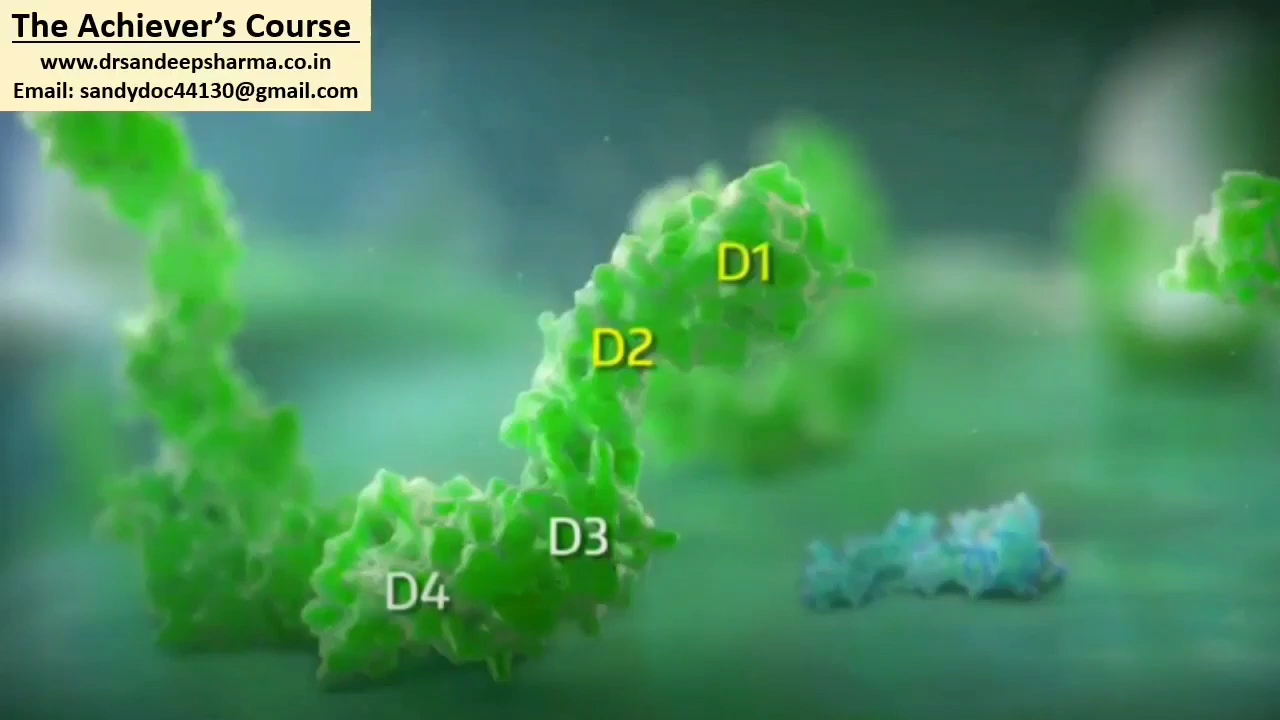 The Achiever's Course
www.drsandeepsharma.co.in
Email: sandydoc44130@gmail.com
D1
D2
D3
D4